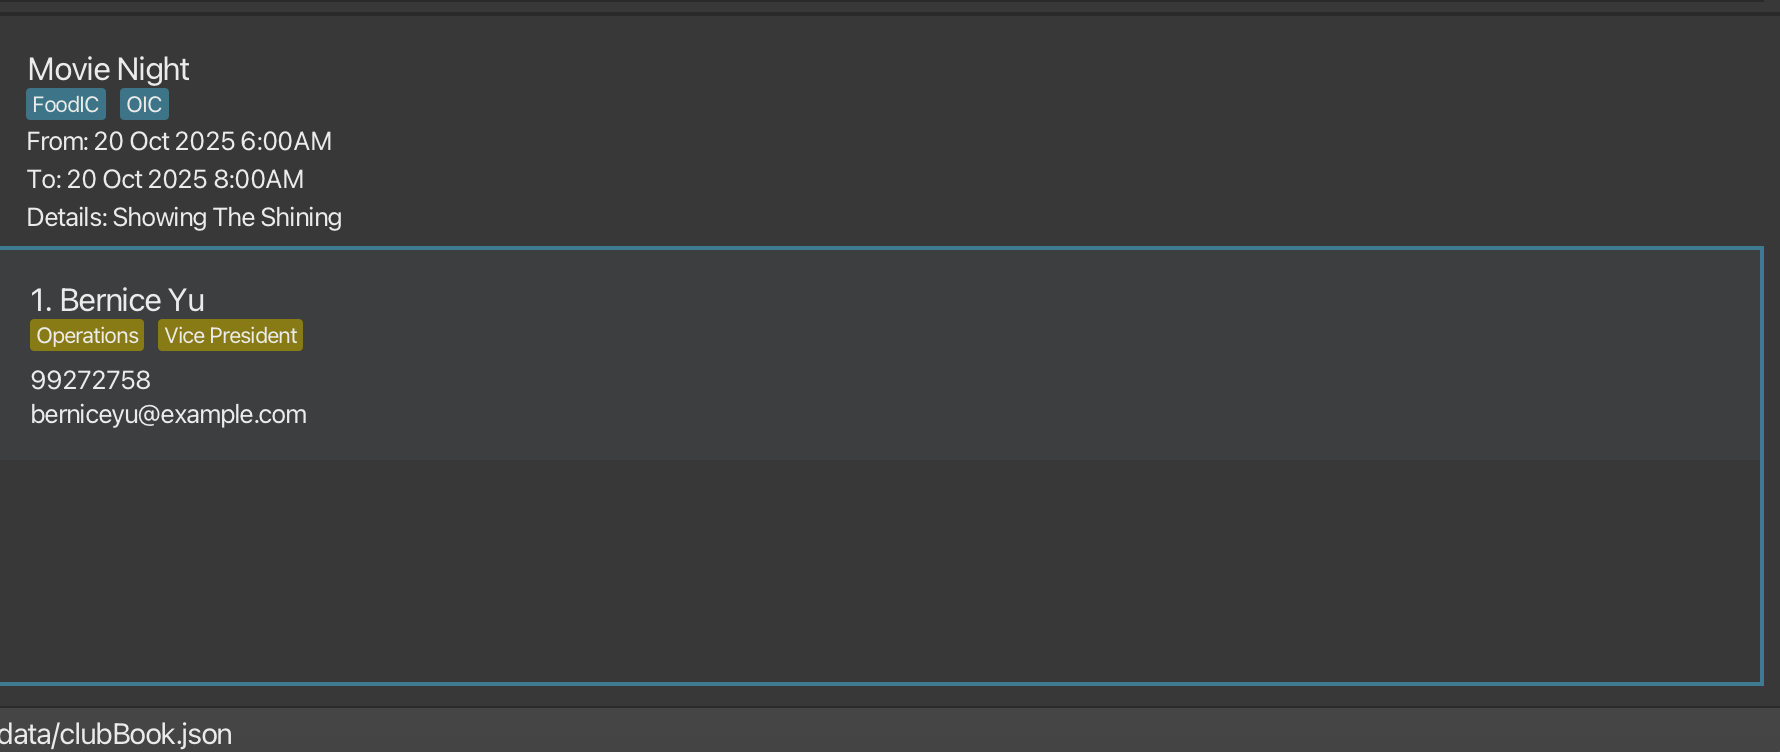 Movie Night
FoodIC OIC
From: 20 Oct 2025 6:00AM
To: 20 Oct 2025 8:00AM
Details: Showing The Shining
1. Bernice Yu
Operations Vice President
99272758
berniceyu@example.com
data/clubBook.json